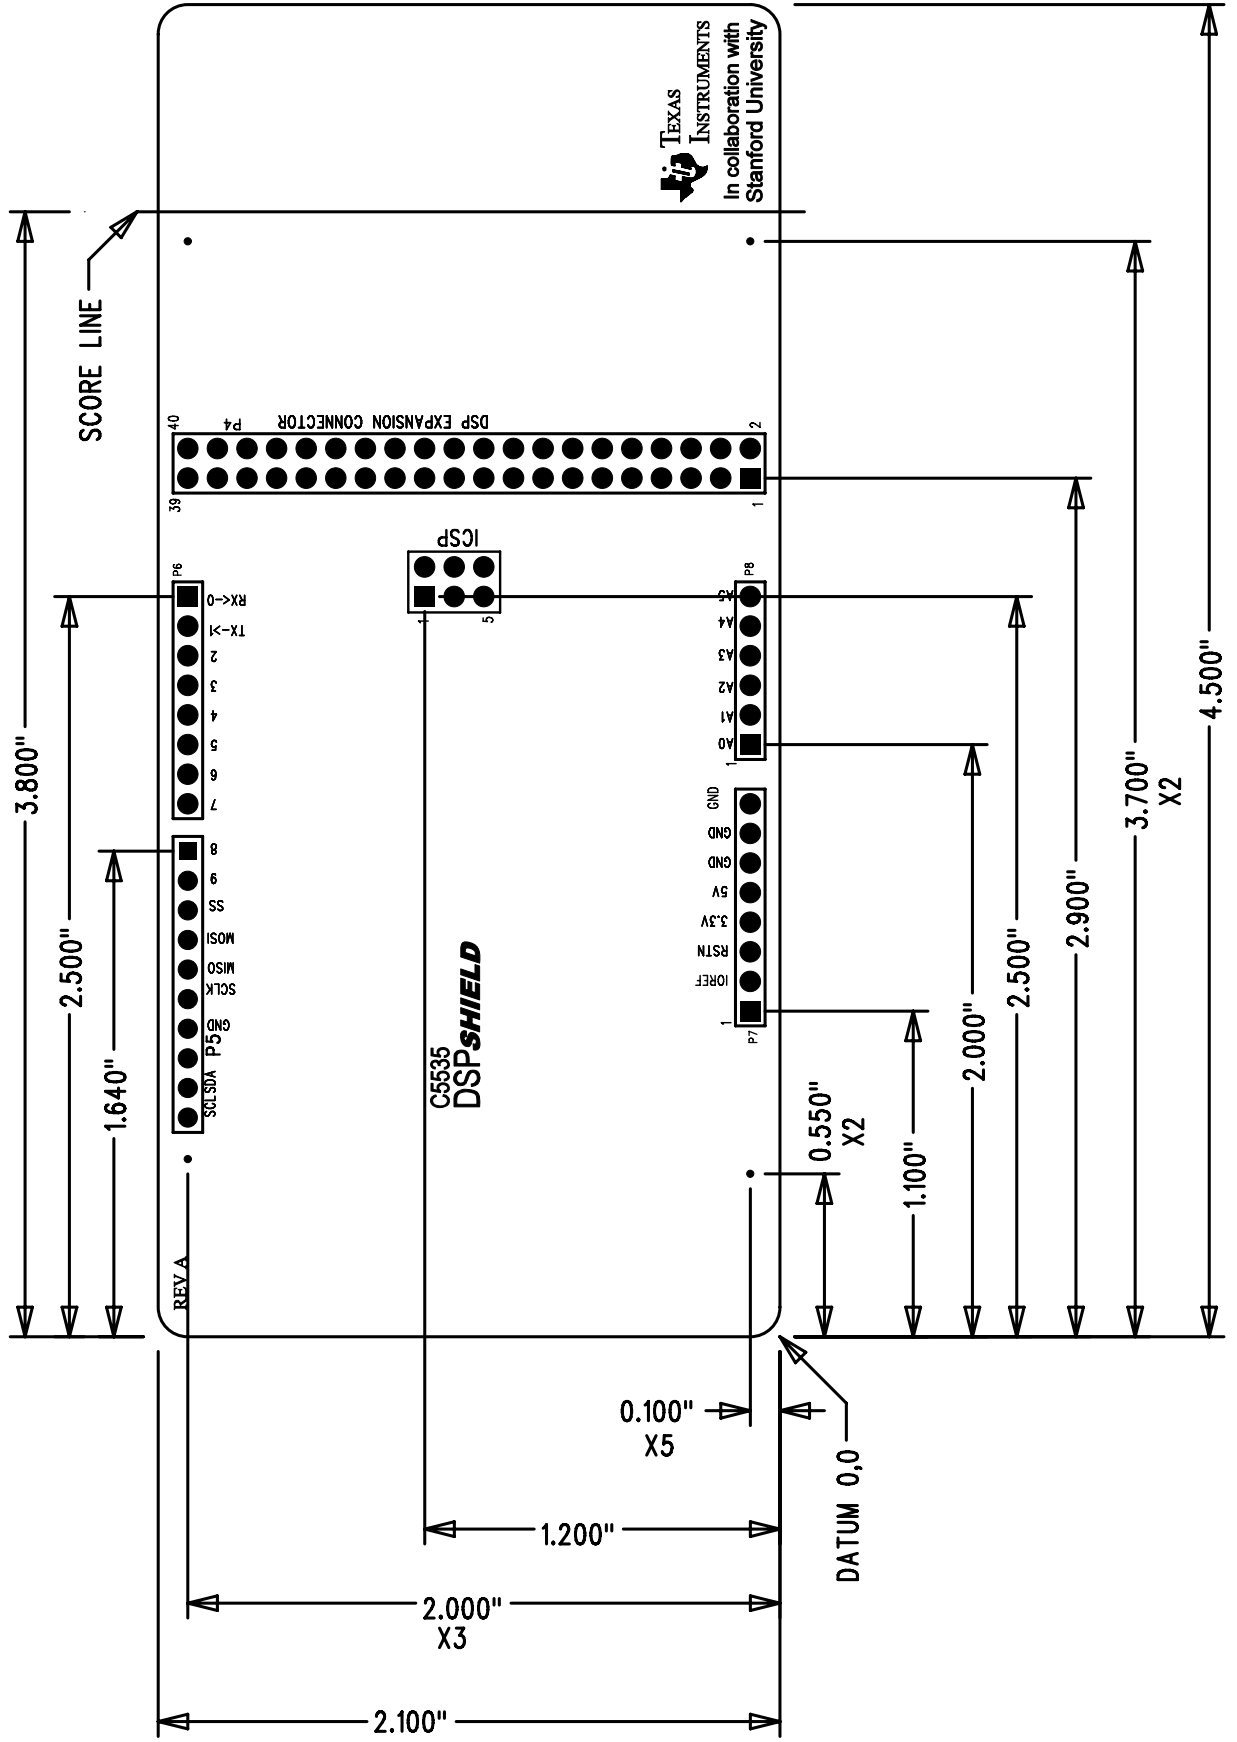 TEXAS
INSTRUMENTS
In collaboration with
Stanford University
SCORE LINE
3.800"
2.500"
1.640"
40
P4
DSP EXPANSION CONNECTOR
2
39
1
ICSP
1
5
P6
RX<-0
TX->1
2
3
4
5
6
7
8
9
SS
MOSI
MISO
SCLK
GND
P5
SDA
SCL
P8
A5
A4
A3
A2
A1
A0
1
GND
GND
GND
5V
3.3V
RSTN
IOREF
1
P7
C5535
DSPSHIELD
REV A
4.500"
3.700"
X2
2.900"
2.500"
2.000"
1.100"
0.550"
X2
0.100"
X5
DATUM 0,0
1.200"
2.000"
X3
2.100"